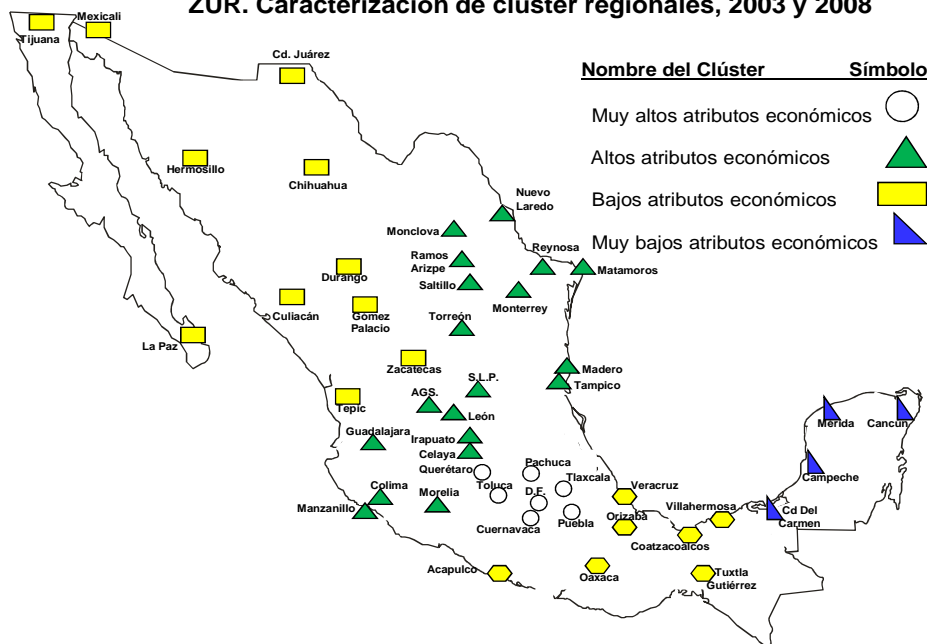 ZUR. Caracterización de clúster regionales, 2003 y 2008
Nombre del Clúster Símbolo
Muy altos atributos económicos
Altos atributos económicos
Bajos atributos económicos
Muy bajos atributos económicos
Tijuana
Mexicali
Cd. Juárez
Hermosillo
Chihuahua
Nuevo
Laredo
Monclova
Ramos
Arizpe
Reynosa
Matamoros
Saltillo
Monterrey
Durango
Culiacán
Gómez
Palacio
Torreón
La Paz
Zacatecas
Madero
Tampico
S.L.P.
AGS.
León
Tepic
Guadalajara
Irapuato
Celaya
Querétaro
Pachuca
Toluca
Tlaxcala
D.F.
Colima
Morelia
Manzanillo
Cuernavaca
Puebla
Veracruz
Orizaba
Villahermosa
Coatzacoalcos
Acapulco
Oaxaca
Tuxtla
Gutiérrez
Mérida
Cancún
Campeche
Cd Del
Carmen